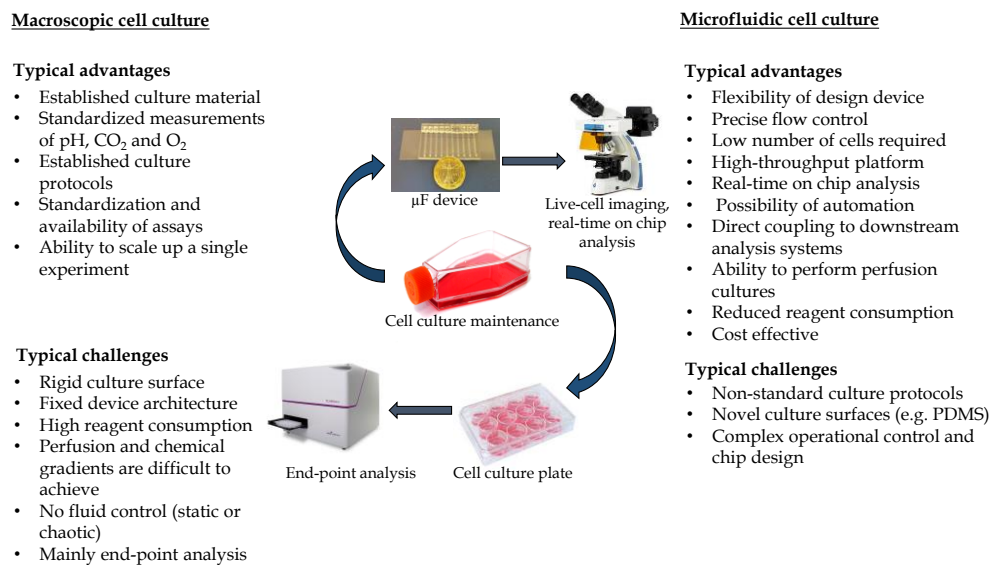 Macroscopic cell culture
Typical advantages
• Established culture material
• Standardized measurements
of pH, CO₂ and O₂
• Established culture
protocols
• Standardization and
availability of assays
• Ability to scale up a single
experiment
Typical challenges
• Rigid culture surface
• Fixed device architecture
• High reagent consumption
• Perfusion and chemical
gradients are difficult to
achieve
• No fluid control (static or
chaotic)
• Mainly end-point analysis
µF device
Live-cell imaging,
real-time on chip
analysis
Cell culture maintenance
End-point analysis
Cell culture plate
Microfluidic cell culture
Typical advantages
• Flexibility of design device
• Precise flow control
• Low number of cells required
• High-throughput platform
• Real-time on chip analysis
• Possibility of automation
• Direct coupling to downstream
analysis systems
• Ability to perform perfusion
cultures
• Reduced reagent consumption
• Cost effective
Typical challenges
• Non-standard culture protocols
• Novel culture surfaces (e.g. PDMS)
• Complex operational control and
chip design